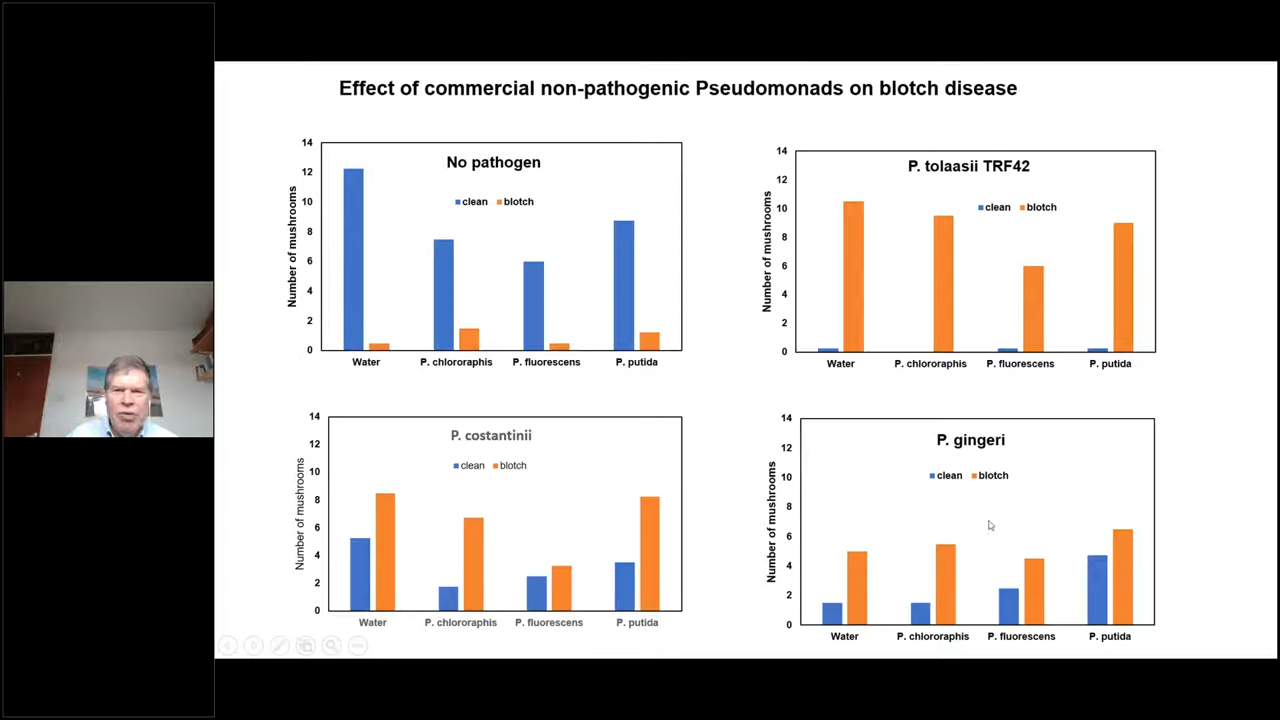 Effect of commercial non-pathogenic Pseudomonads on blotch disease
No pathogen
clean blotch
Number of mushrooms
14
12
10
8
6
4
2
0
Water P. chlororaphis P. fluorescens P. putida
P. tolaasii TRF42
clean blotch
Number of mushrooms
14
12
10
8
6
4
2
0
Water P. chlororaphis P. fluorescens P. putida
P. costantinii
clean blotch
Number of mushrooms
14
12
10
8
6
4
2
0
Water P. chlororaphis P. fluorescens P. putida
P. gingeri
clean blotch
Number of mushrooms
14
12
10
8
6
4
2
0
Water P. chlororaphis P. fluorescens P. putida